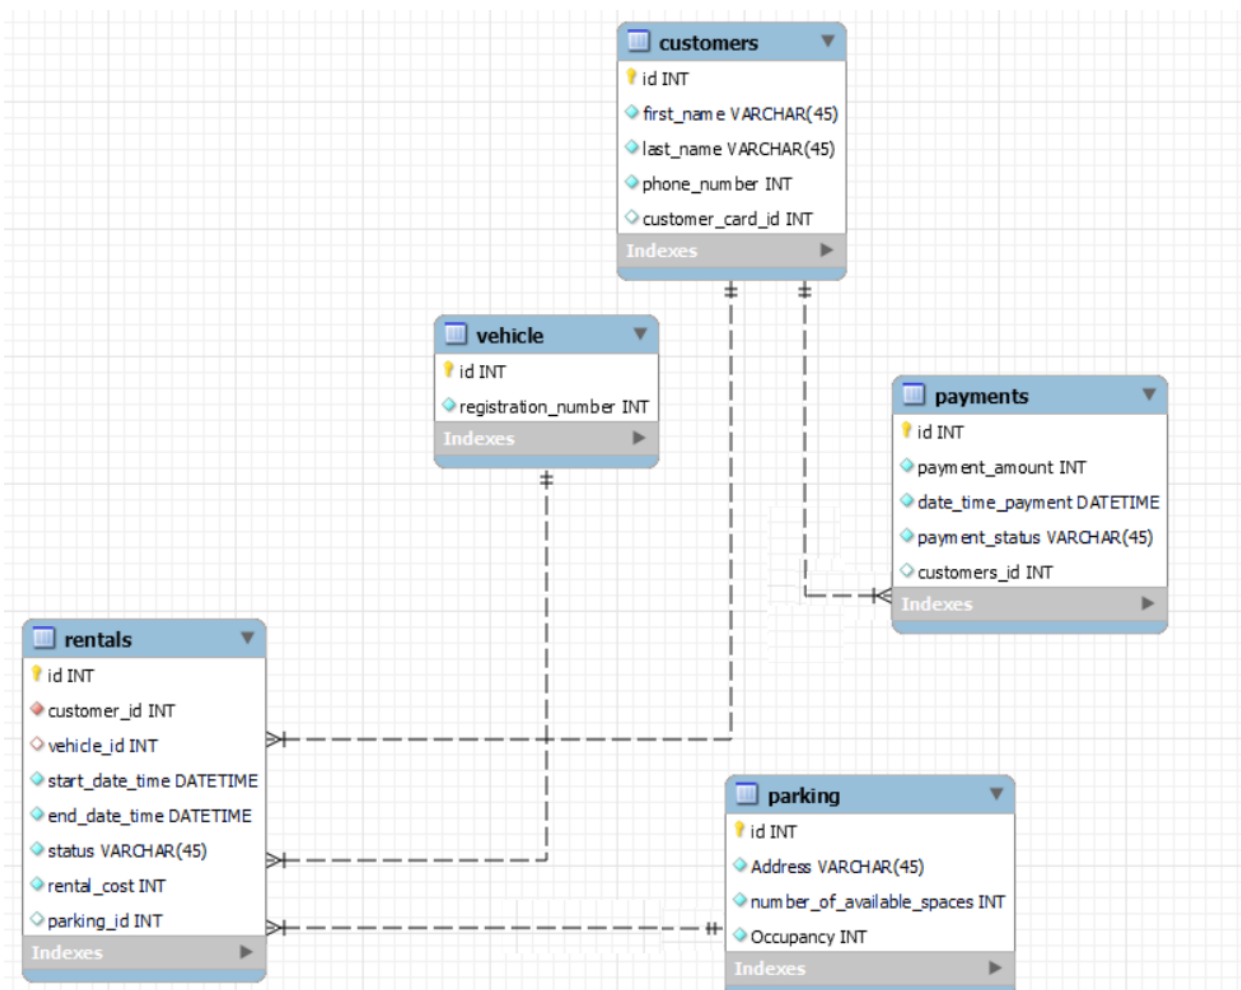 customers
id INT
first_name VARCHAR(45)
last_name VARCHAR(45)
phone_number INT
customer_card_id INT
Indexes
vehicle
id INT
registration_number INT
Indexes
payments
id INT
payment_amount INT
date_time_payment DATETIME
payment_status VARCHAR(45)
customers_id INT
Indexes
rentals
id INT
customer_id INT
vehicle_id INT
start_date_time DATETIME
end_date_time DATETIME
status VARCHAR(45)
rental_cost INT
parking_id INT
Indexes
parking
id INT
Address VARCHAR(45)
number_of_available_spaces INT
Occupancy INT
Indexes